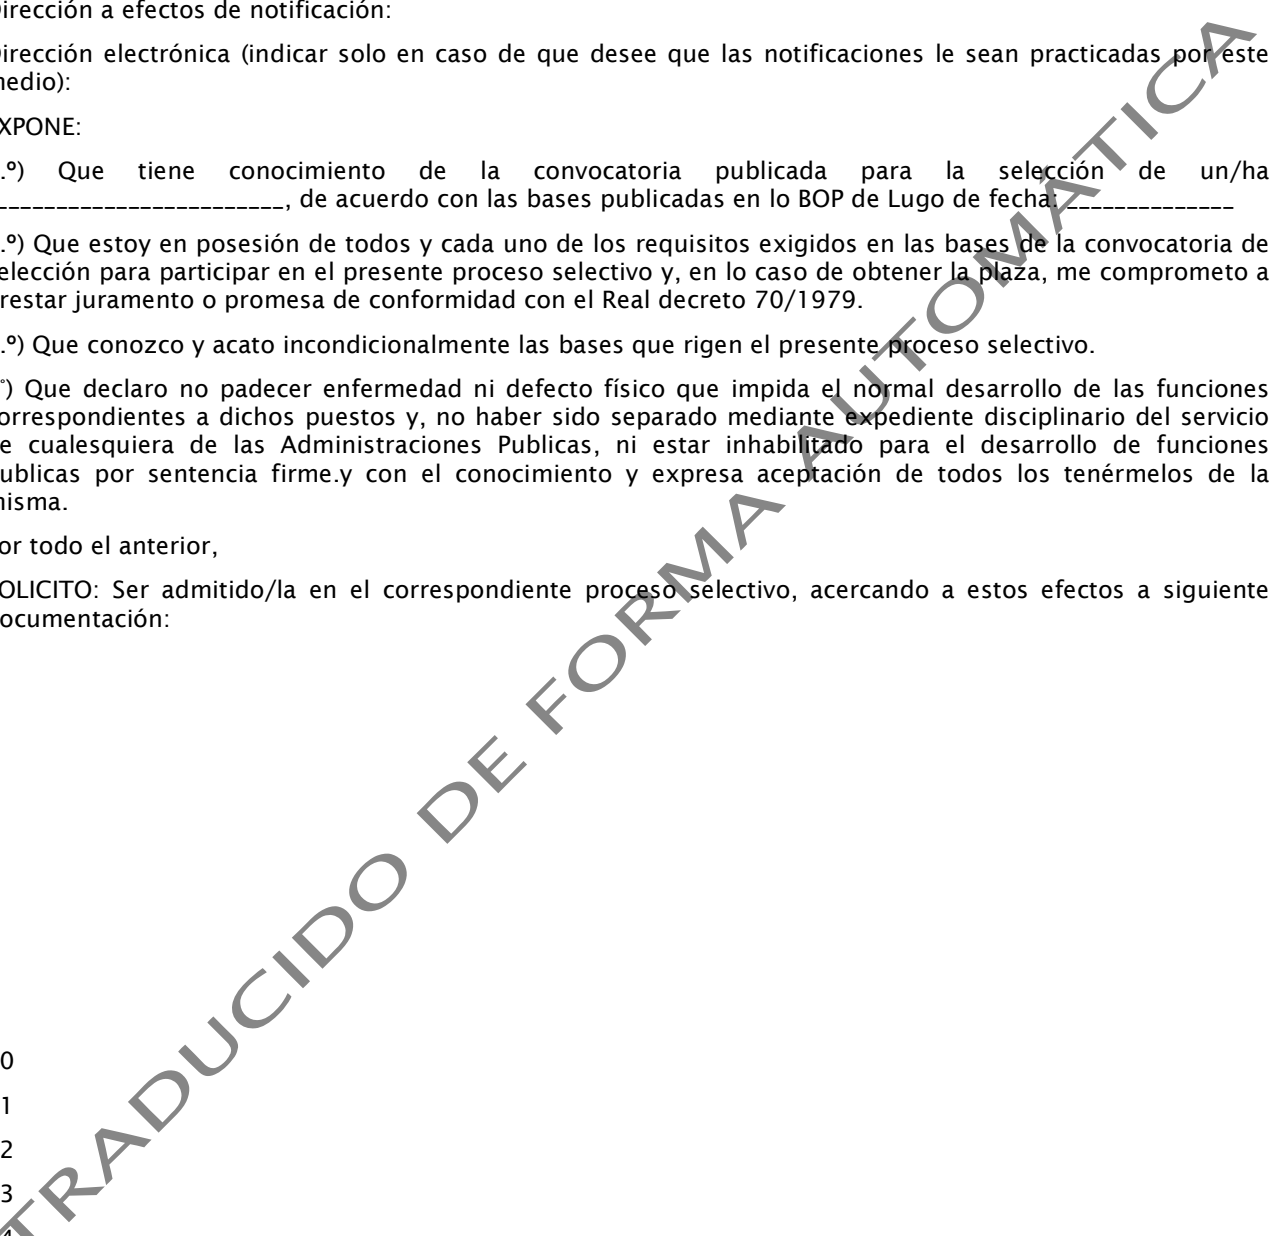 irección a efectos de notificación:
irección electrónica (indicar solo en caso de que desee que las notificaciones le sean practicadas por este
nedio):
XPONE:
.º) Que tiene conocimiento de la convocatoria publicada para la selección de un/ha
________________________, de acuerdo con las bases publicadas en lo BOP de Lugo de fecha: ______________
.º) Que estoy en posesión de todos y cada uno de los requisitos exigidos en las bases de la convocatoria de
elección para participar en el presente proceso selectivo y, en lo caso de obtener la plaza, me comprometo a
restar juramento o promesa de conformidad con el Real decreto 70/1979.
.º) Que conozco y acato incondicionalmente las bases que rigen el presente proceso selectivo.
°) Que declaro no padecer enfermedad ni defecto físico que impida el normal desarrollo de las funciones
orrespondientes a dichos puestos y, no haber sido separado mediante expediente disciplinario del servicio
e cualesquiera de las Administraciones Publicas, ni estar inhabilitado para el desarrollo de funciones
ublicas por sentencia firme.y con el conocimiento y expresa aceptación de todos los tenérmelos de la
nisma.
or todo el anterior,
OLICITO: Ser admitido/la en el correspondiente proceso selectivo, acercando a estos efectos a siguiente
ocumentación:
0
1
2
3
4
TRADUCIDO DE FORMA AUTOMÁTICA